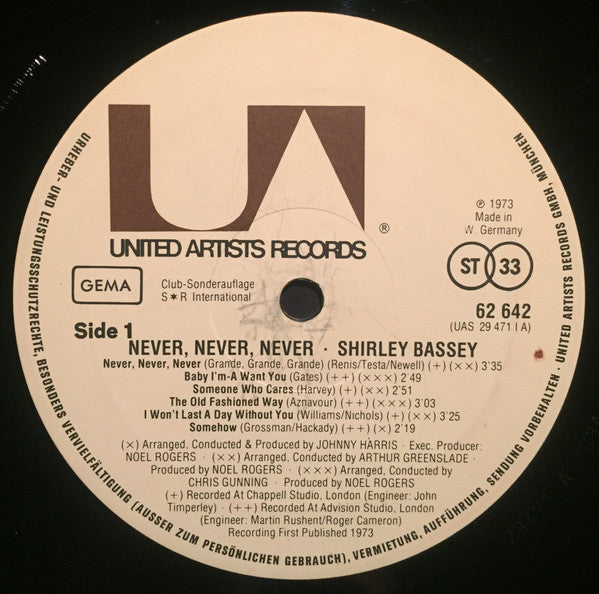 UA
®
UNITED ARTISTS RECORDS
℗ 1973
Made in
W. Germany
GEMA
Club-Sonderauflage
S★R International
ST 33
62 642
(UAS 29 471 I A)
Side 1
NEVER, NEVER, NEVER · SHIRLEY BASSEY
Never, Never, Never (Grande, Grande, Grande) (Renis/Testa/Newell) (+) (××) 3'35
Baby I'm-A Want You (Gates) (++) (×××) 2'49
Someone Who Cares (Harvey) (+) (××) 2'51
The Old Fashioned Way (Aznavour) (++) (×××) 3'03
I Won't Last A Day Without You (Williams/Nichols) (+) (××) 3'25
Somehow (Grossman/Hackady) (++) (×) 2'19
(×) Arranged, Conducted & Produced by JOHNNY HARRIS · Exec. Producer:
NOEL ROGERS · (××) Arranged, Conducted by ARTHUR GREENSLADE ·
Produced by NOEL ROGERS · (×××) Arranged, Conducted by
CHRIS GUNNING · Produced by NOEL ROGERS
(+) Recorded At Chappell Studio, London (Engineer: John
Timperley) · (++) Recorded At Advision Studio, London
(Engineer: Martin Rushent/Roger Cameron)
Recording First Published 1973
URHEBER- UND LEISTUNGSSCHUTZRECHTE, BESONDERS VERVIELFÄLTIGUNG (AUSSER ZUM PERSÖNLICHEN GEBRAUCH), VERMIETUNG, AUFFÜHRUNG, SENDUNG VORBEHALTEN · UNITED ARTISTS RECORDS GMBH, MÜNCHEN